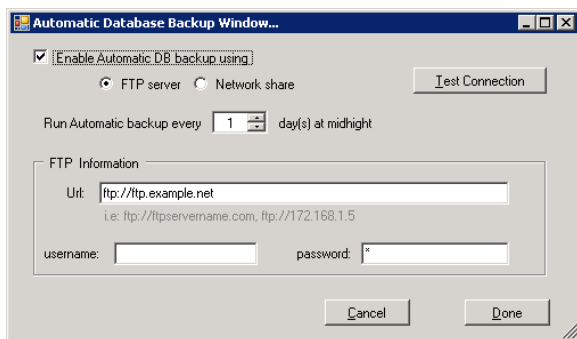 Automatic Database Backup Window...
Enable Automatic DB backup using
FTP server Network share
Test Connection
Run Automatic backup every 1 day(s) at midhight
FTP Information
Url: ftp://ftp.example.net
i.e: ftp://ftpservername.com, ftp://172.168.1.5
username: password: *
Cancel Done